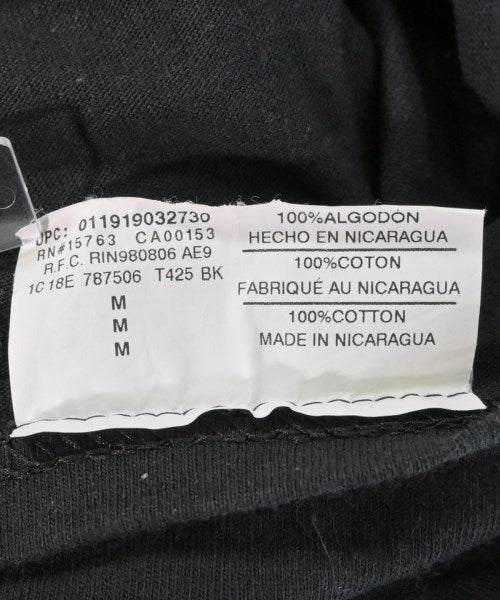 UPC: 011919032730
RN#15763 CA00153
R.F.C. RIN980806 AE9
1C18E 787506 T425 BK
M
M
M
100%ALGODÓN
HECHO EN NICARAGUA
100%COTON
FABRIQUÉ AU NICARAGUA
100%COTTON
MADE IN NICARAGUA